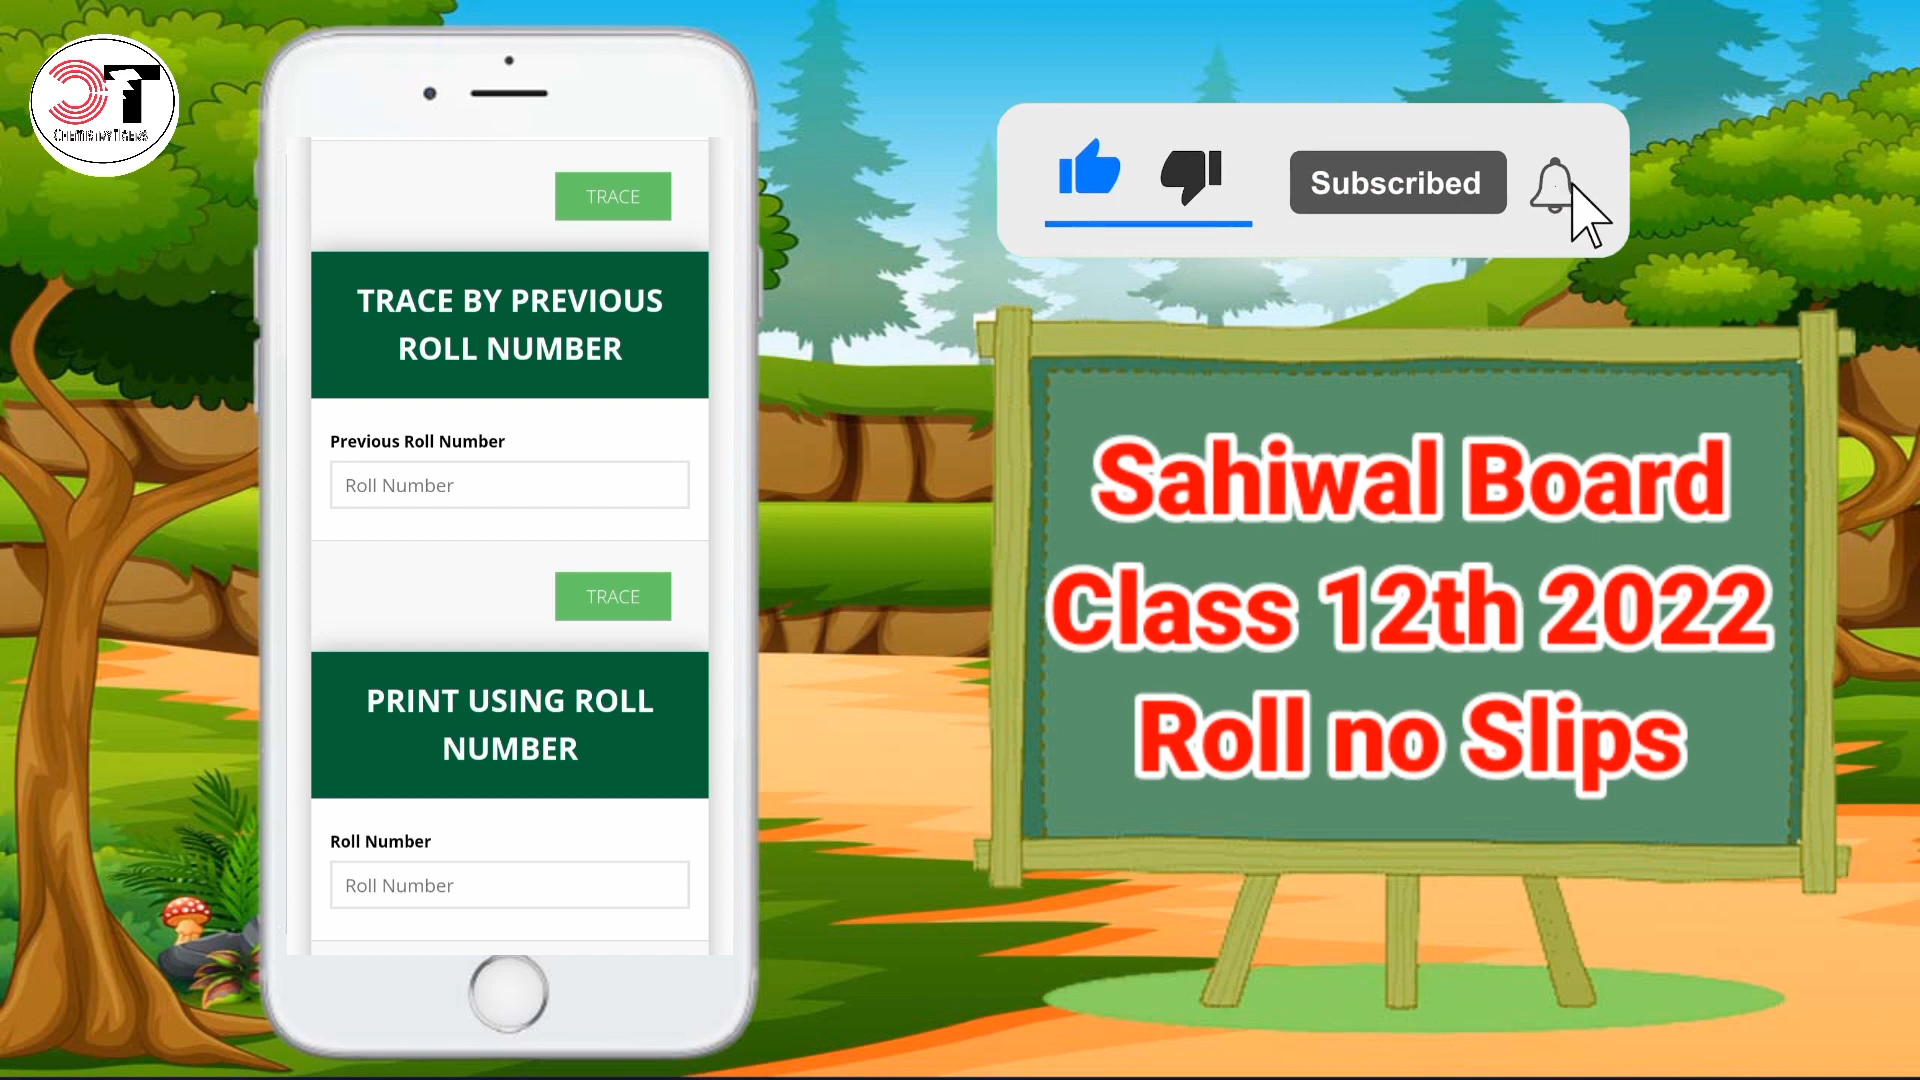 TRACE
TRACE BY PREVIOUS
ROLL NUMBER
Previous Roll Number
Roll Number
TRACE
PRINT USING ROLL
NUMBER
Roll Number
Roll Number
Subscribed
Sahiwal Board
Class 12th 2022
Roll no Slips